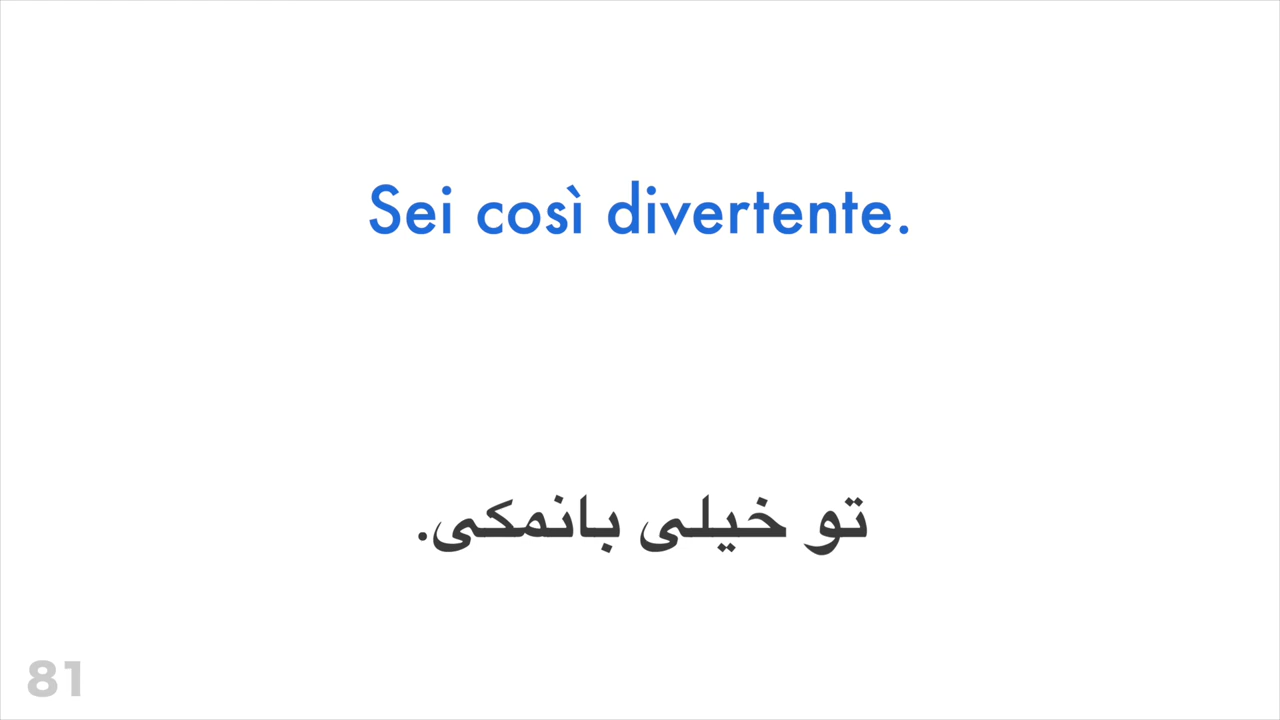 Sei così divertente.
تو خیلی بانمکی.
81